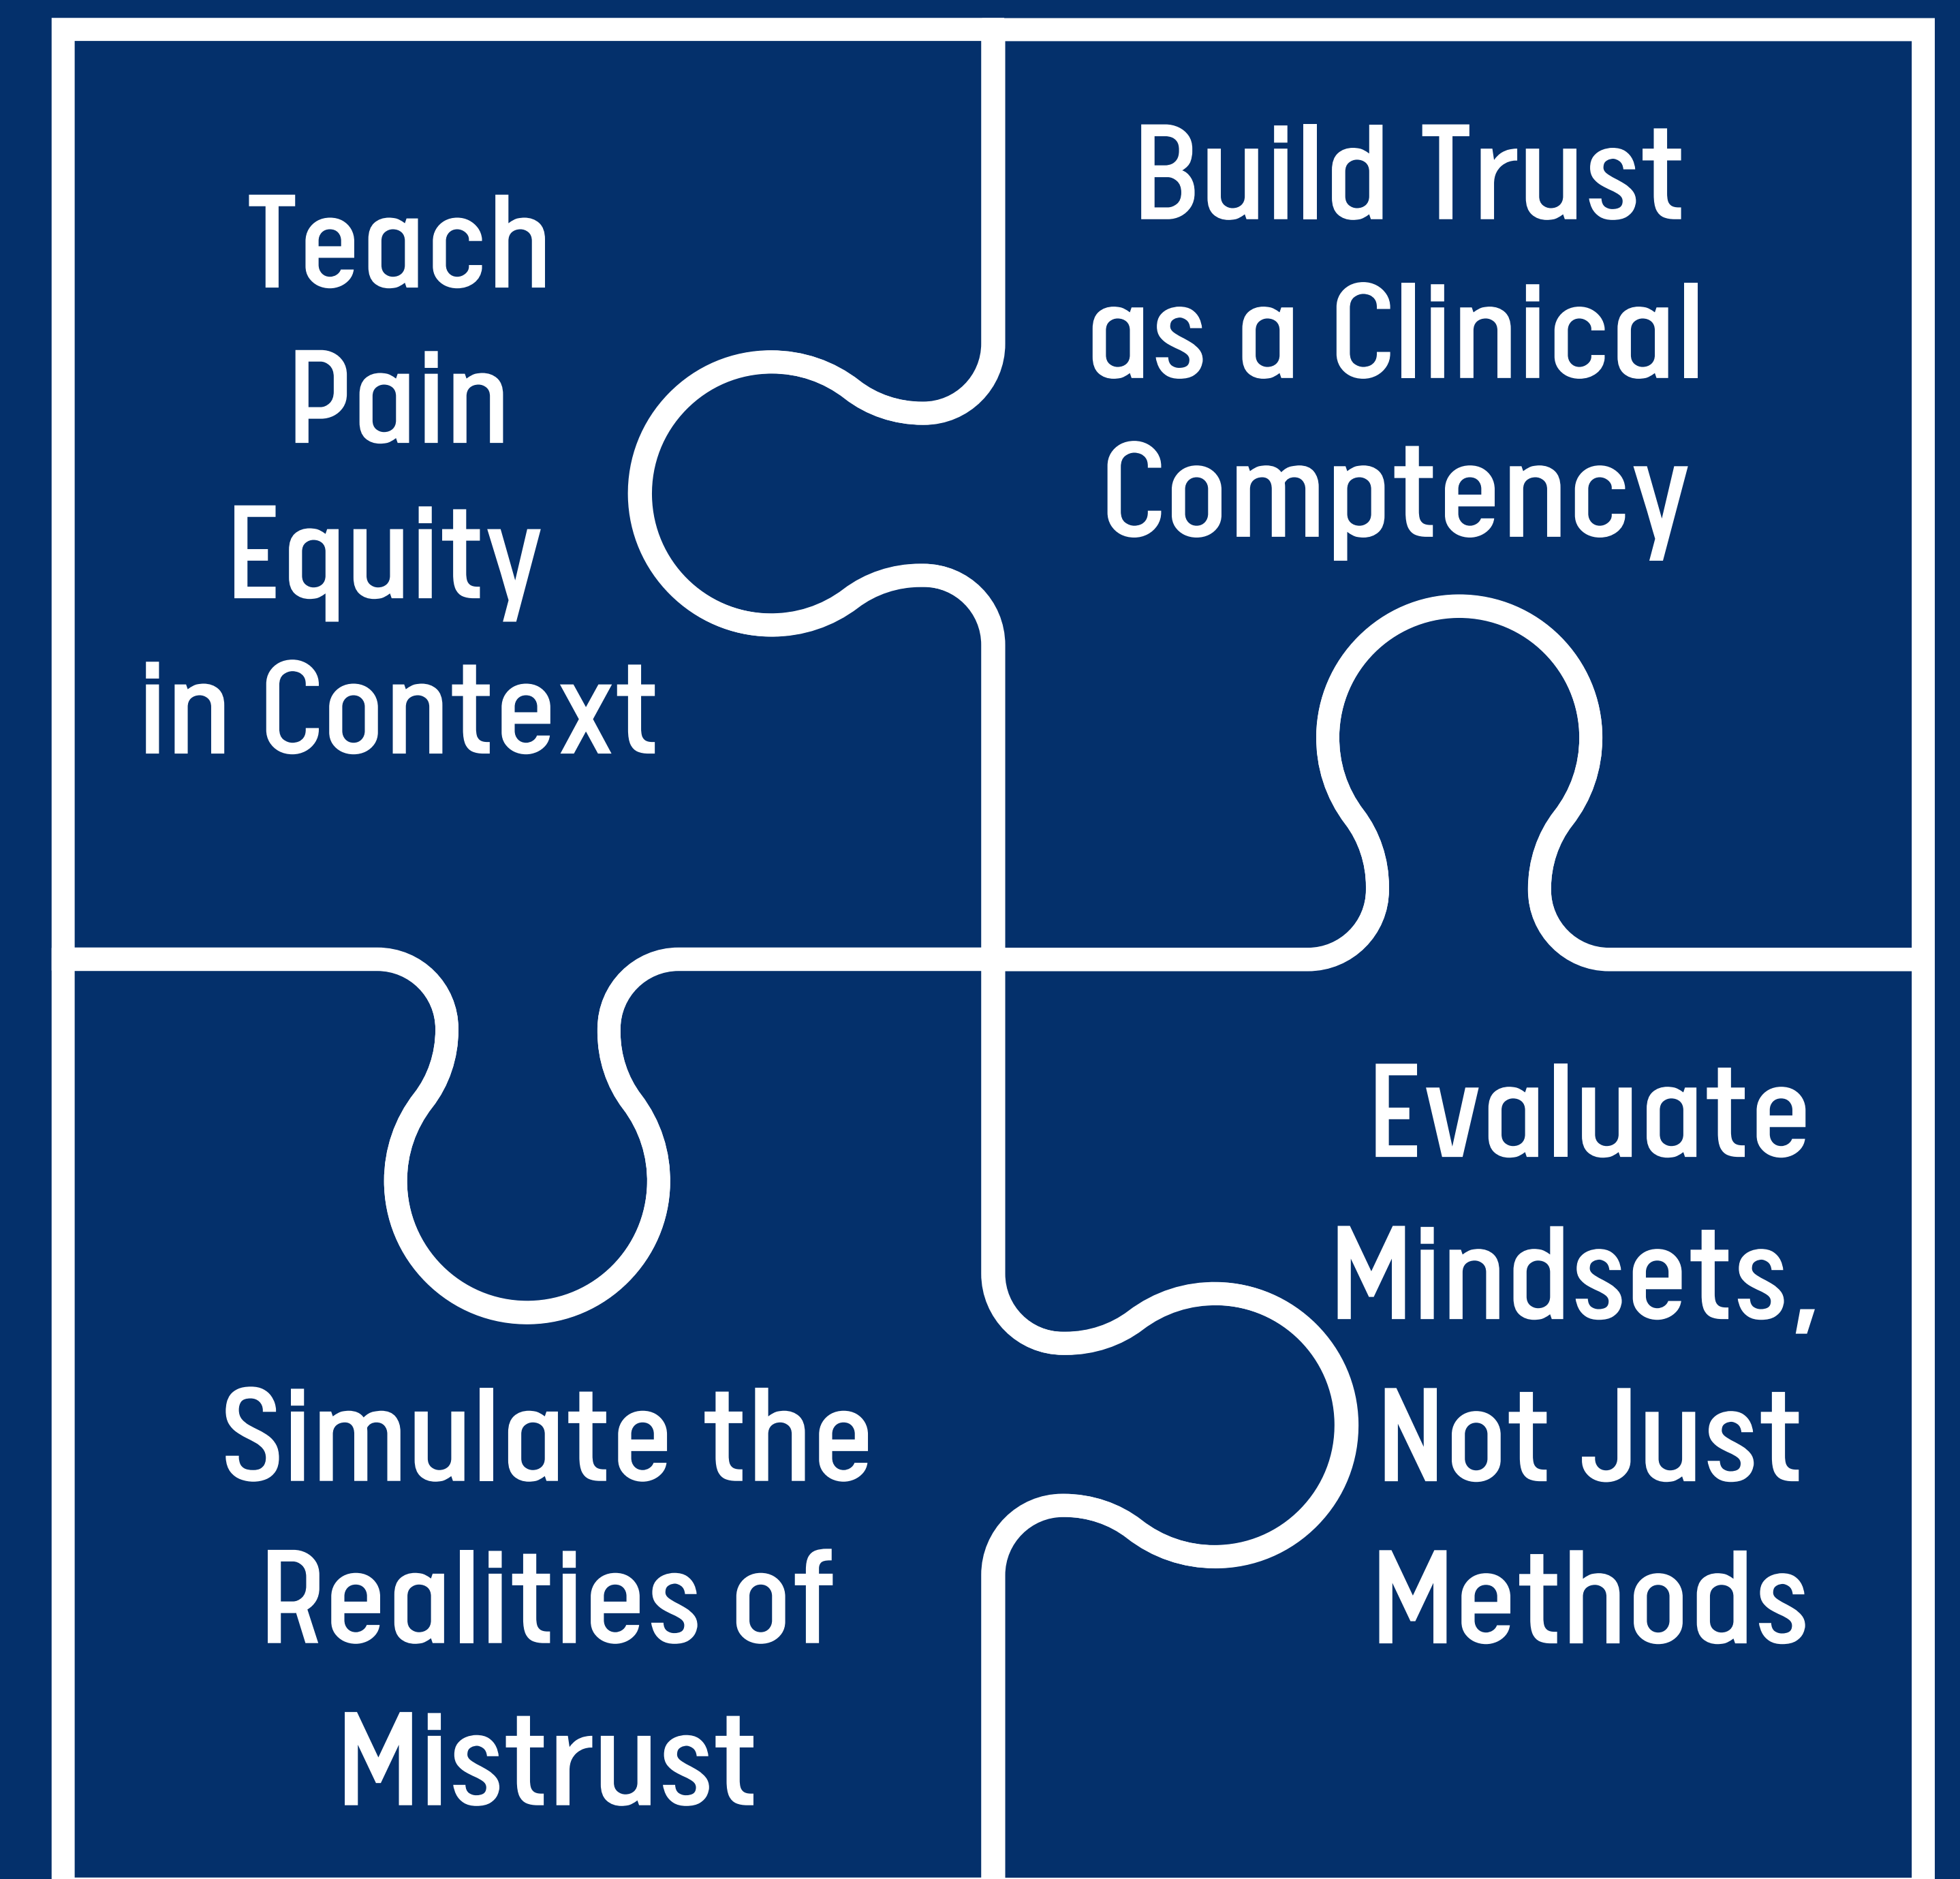 Teach
Pain
Equity
in Context
Build Trust
as a Clinical
Comptency
Simulate the
Realities of
Mistrust
Evaluate
Mindsets,
Not Just
Methods